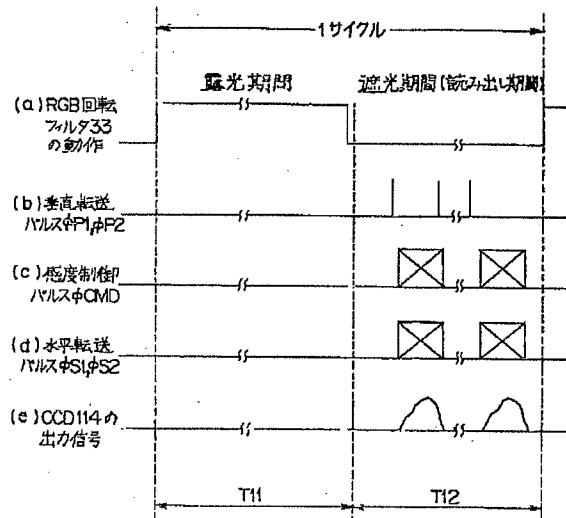 1サイクル
露光期間
遮光期間(読み出し期間)
(a)RGB回転
フィルタ33
の動作
(b)垂直転送
パルスφP1,φP2
(c)感度制御
パルスφCMD
(d)水平転送
パルスφS1,φS2
(e)CCD114の
出力信号
T11
T12